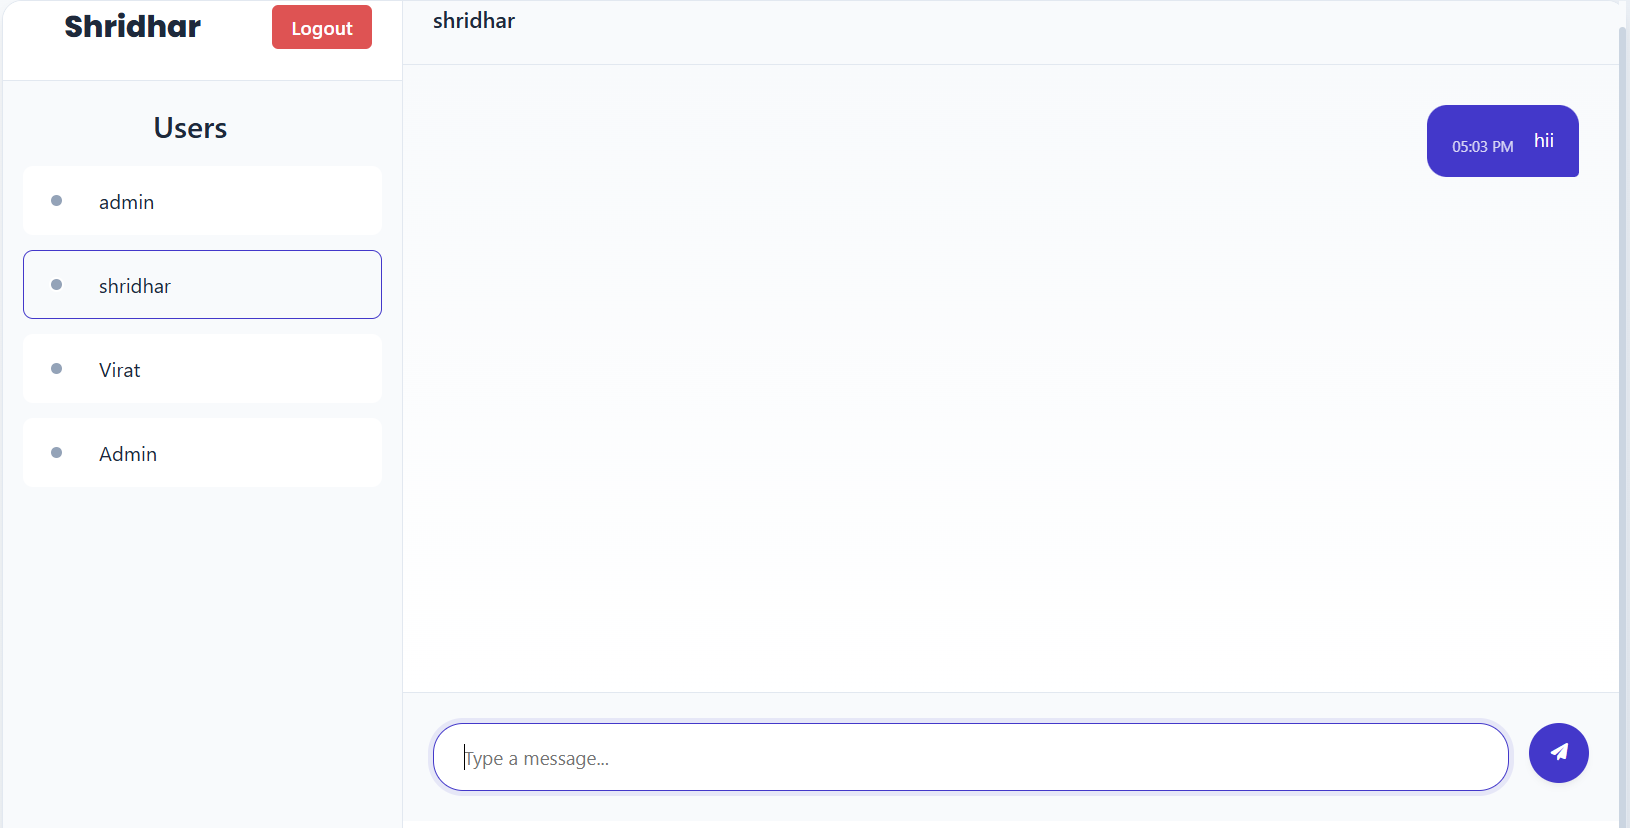 Shridhar
Logout
Users
admin
shridhar
Virat
Admin
shridhar
05:03 PM hii
Type a message...